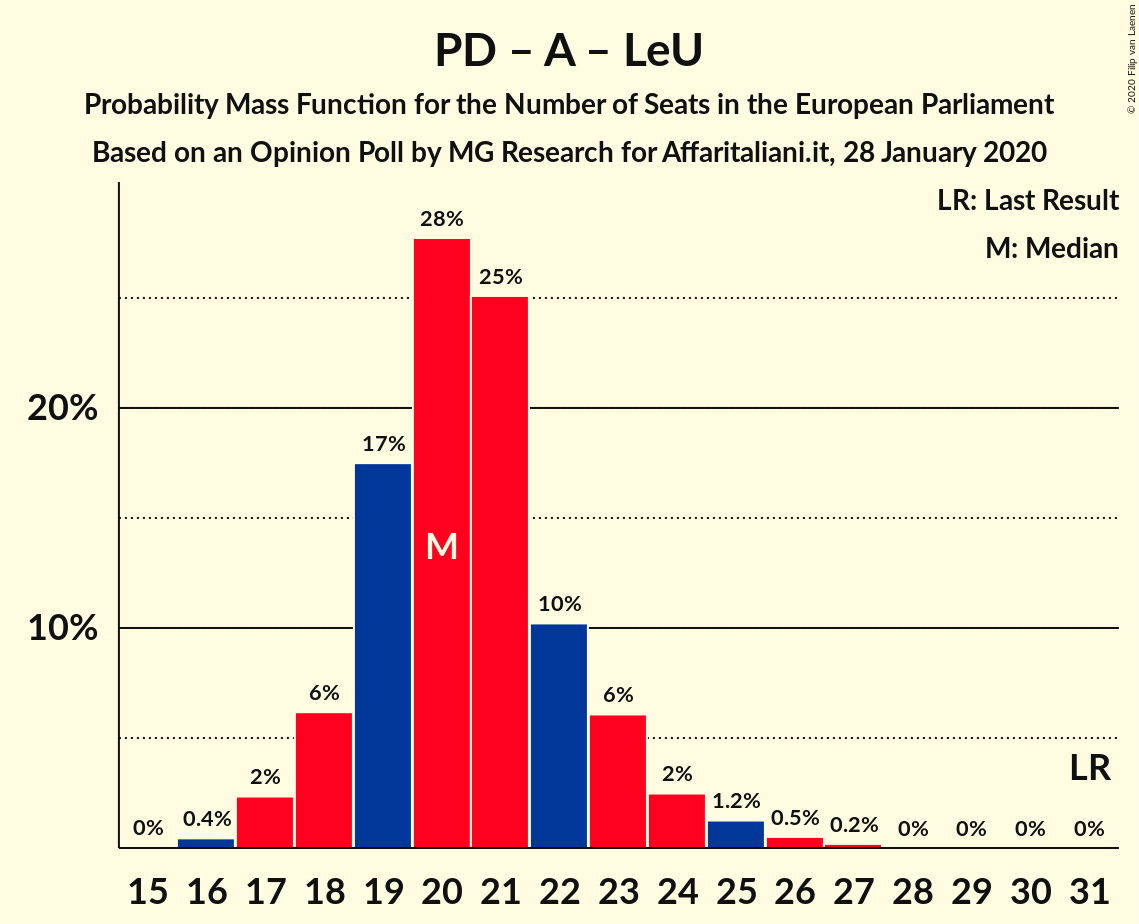 PD – A – LeU
Probability Mass Function for the Number of Seats in the European Parliament
Based on an Opinion Poll by MG Research for Affaritaliani.it, 28 January 2020
© 2020 Filip van Laenen
LR: Last Result
M: Median
28%
25%
20%
17%
M
10%
10%
6%
6%
LR
2%
2%
1.2%
0%
0.4%
0.5%
0.2%
0%
0%
0%
0%
15 16 17 18 19 20 21 22 23 24 25 26 27 28 29 30 31